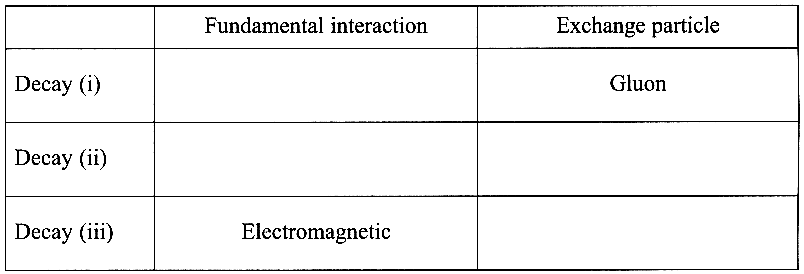 Fundamental interaction Exchange particle
Decay (i) Gluon
Decay (ii)
Decay (iii) Electromagnetic